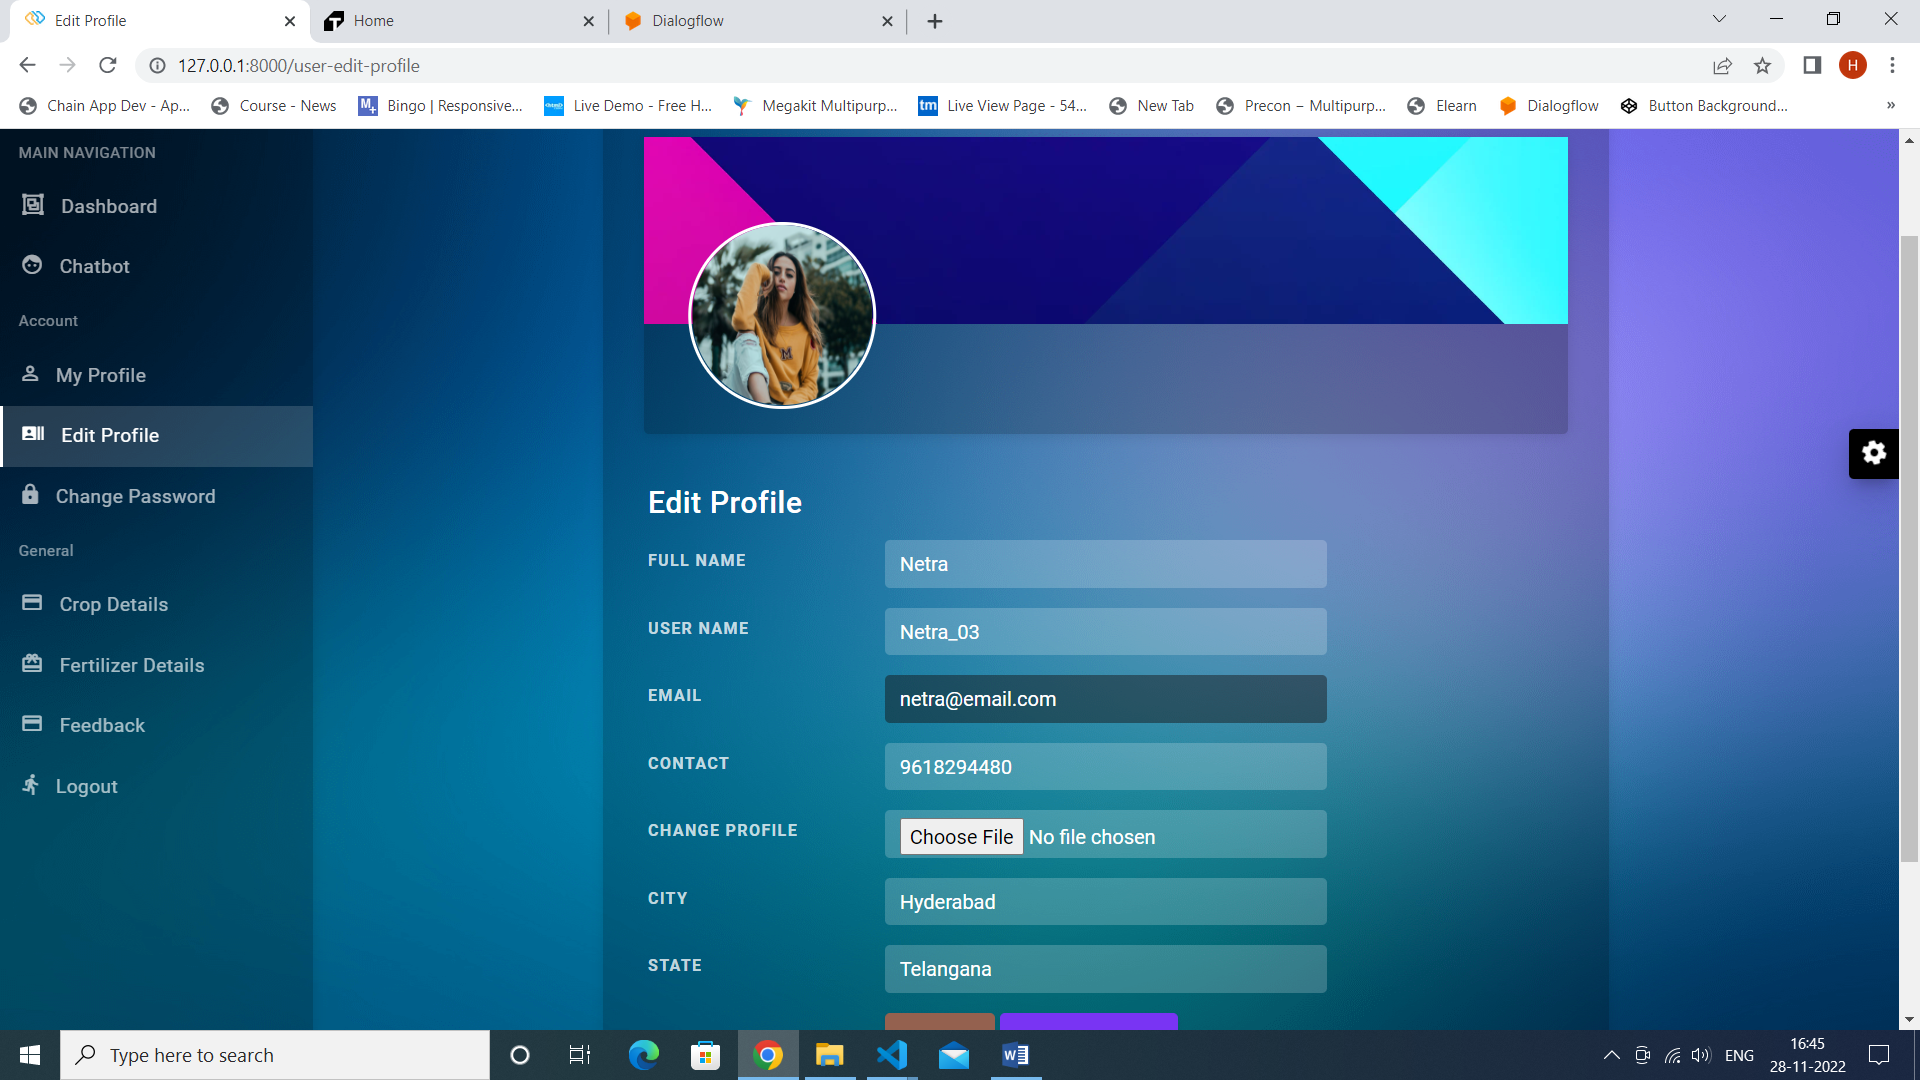 Edit Profile
Home
Dialogflow
127.0.0.1:8000/user-edit-profile
H
Chain App Dev - Ap...
Course - News
M+
Bingo | Responsive...
Live Demo - Free H...
Megakit Multipurp...
tm
Live View Page - 54...
New Tab
Precon – Multipurp...
Elearn
Dialogflow
Button Background...
»
MAIN NAVIGATION
Dashboard
Chatbot
Account
My Profile
Edit Profile
Change Password
General
Crop Details
Fertilizer Details
Feedback
Logout
M
Edit Profile
FULL NAME
Netra
USER NAME
Netra_03
EMAIL
netra@email.com
CONTACT
9618294480
CHANGE PROFILE
Choose File No file chosen
CITY
Hyderabad
STATE
Telangana
Type here to search
ENG
16:45
28-11-2022